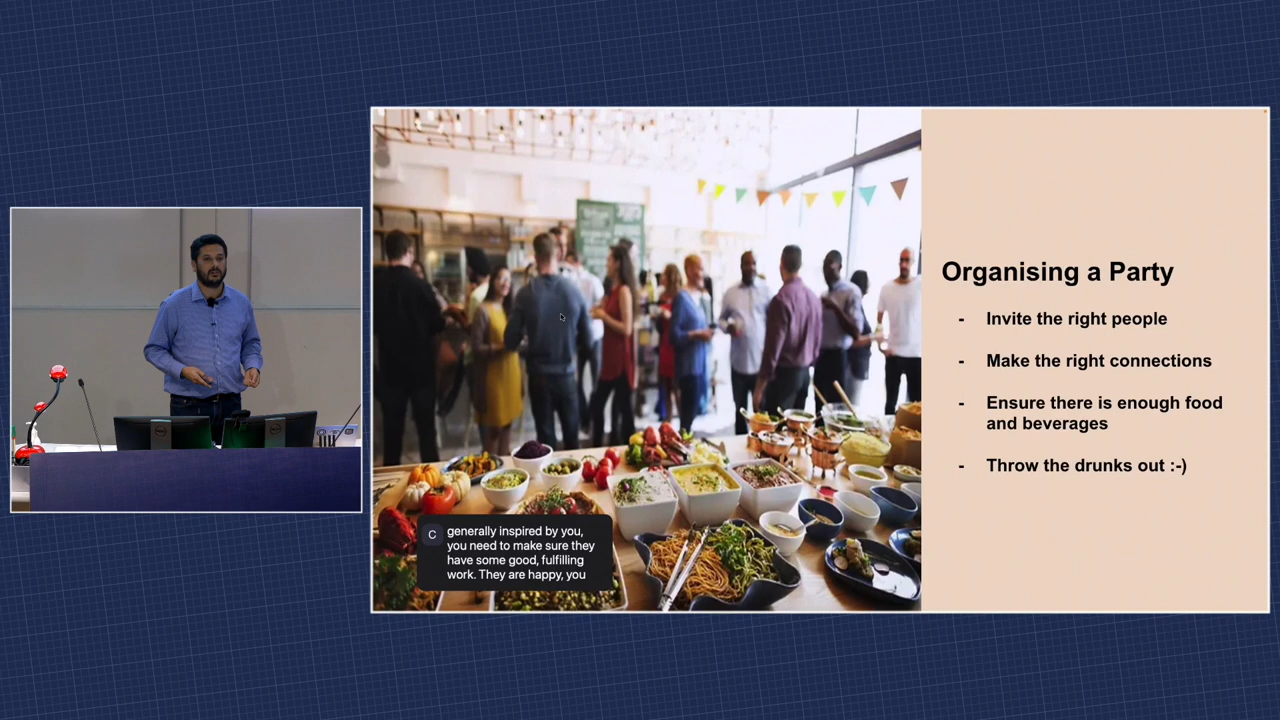 Organising a Party
- Invite the right people
- Make the right connections
- Ensure there is enough food
and beverages
- Throw the drunks out :-)
C
generally inspired by you,
you need to make sure they
have some good, fulfilling
work. They are happy, you